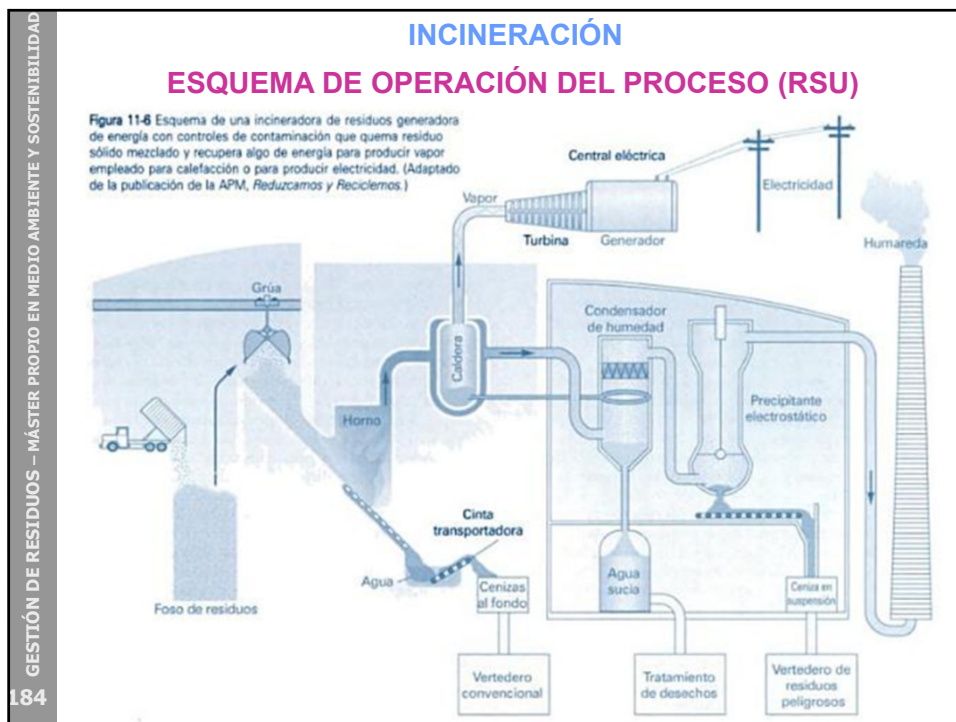 INCINERACIÓN
ESQUEMA DE OPERACIÓN DEL PROCESO (RSU)
Figura 11-6 Esquema de una incineradora de residuos generadora
de energía con controles de contaminación que quema residuo
sólido mezclado y recupera algo de energía para producir vapor
empleado para calefacción o para producir electricidad. (Adaptado
de la publicación de la APM, Reduzcamos y Reciclemos.)
Central eléctrica
Electricidad
Vapor
Turbina
Generador
Humareda
Grúa
Condensador
de humedad
Caldera
Precipitante
electrostático
Horno
Cinta
transportadora
Agua
Foso de residuos
Cenizas
al fondo
Agua
sucia
Ceniza en
suspensión
Vertedero
convencional
Tratamiento
de desechos
Vertedero de
residuos
peligrosos
GESTIÓN DE RESIDUOS – MÁSTER PROPIO EN MEDIO AMBIENTE Y SOSTENIBILIDAD
184